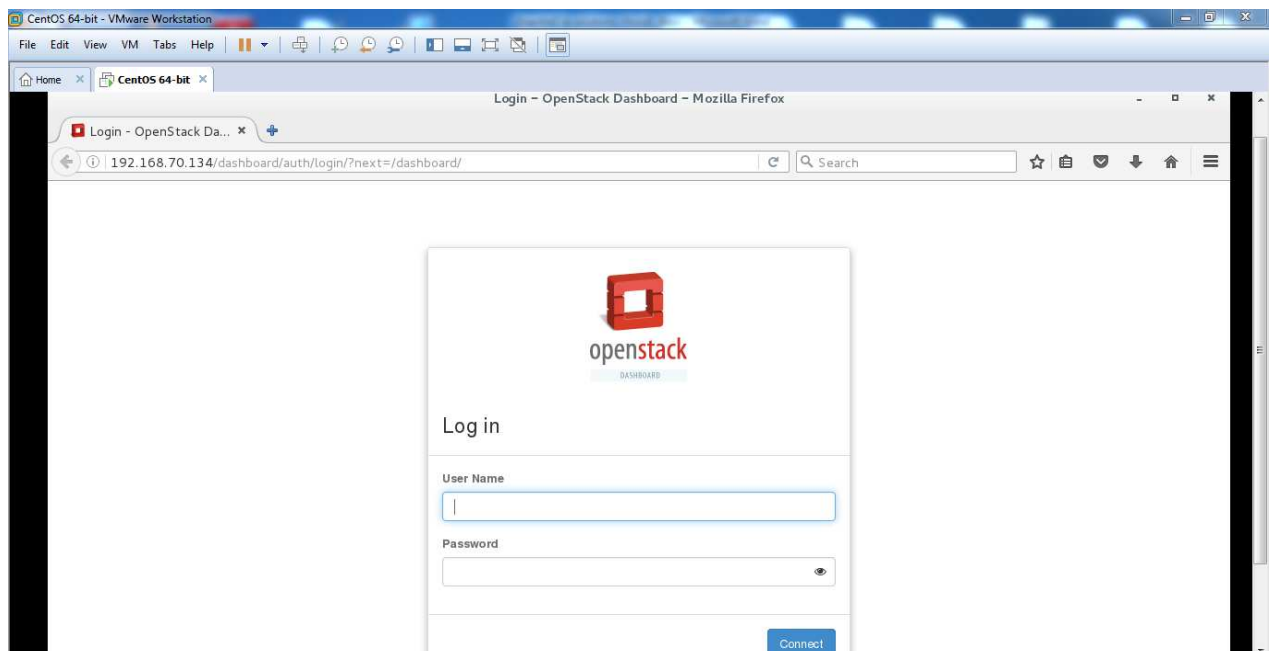 CentOS 64-bit - VMware Workstation
File Edit View VM Tabs Help
Home CentOS 64-bit
Login - OpenStack Dashboard - Mozilla Firefox
Login - OpenStack Da...
192.168.70.134/dashboard/auth/login/?next=/dashboard/ Search
openstack
DASHBOARD
Log in
User Name
Password
Connect